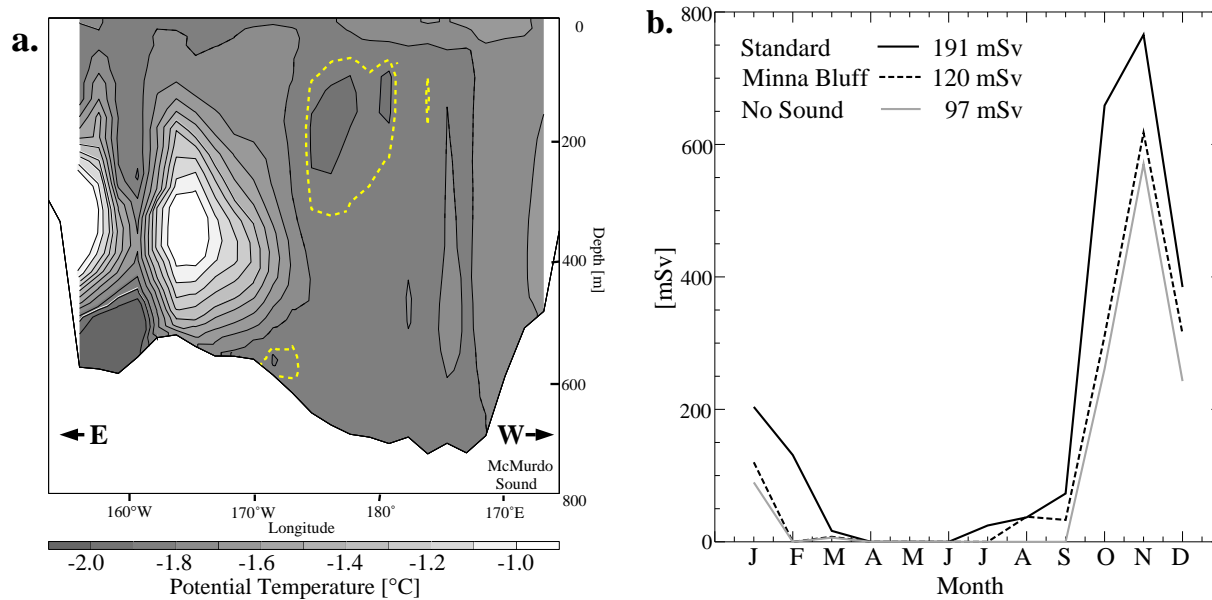 a.
0
200
400
600
800
Depth [m]
E
W
McMurdo
Sound
160°W
170°W
180°
170°E
Longitude
-2.0 -1.8 -1.6 -1.4 -1.2 -1.0
Potential Temperature [°C]
b.
800
600
400
200
0
[mSv]
Standard 191 mSv
Minna Bluff 120 mSv
No Sound 97 mSv
J F M A M J J A S O N D
Month